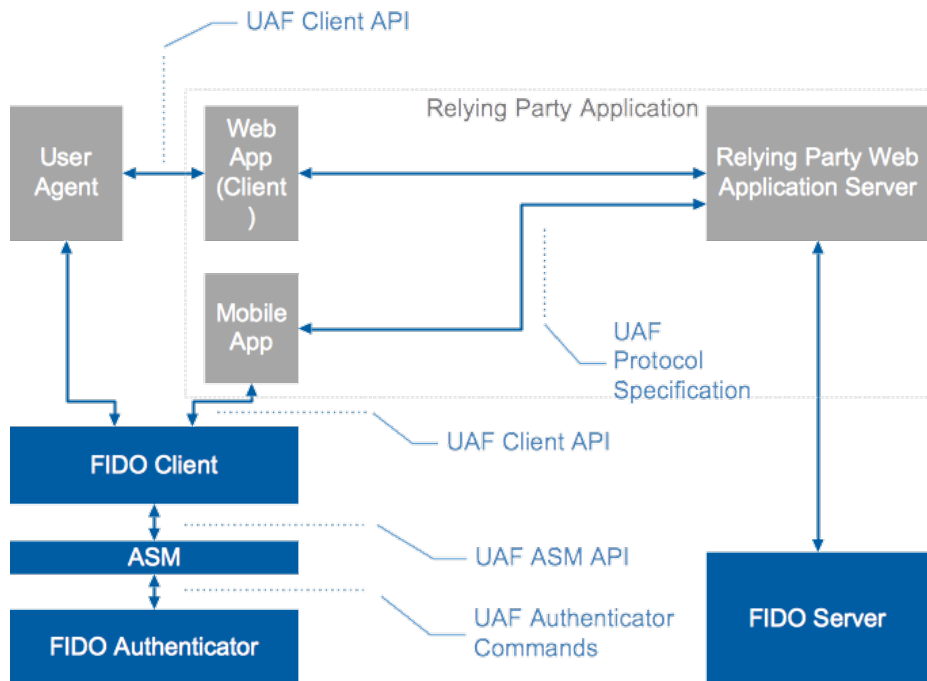 UAF Client API
Relying Party Application
User
Agent
Web
App
(Client
)
Relying Party Web
Application Server
Mobile
App
UAF
Protocol
Specification
UAF Client API
FIDO Client
ASM
UAF ASM API
FIDO Authenticator
UAF Authenticator
Commands
FIDO Server